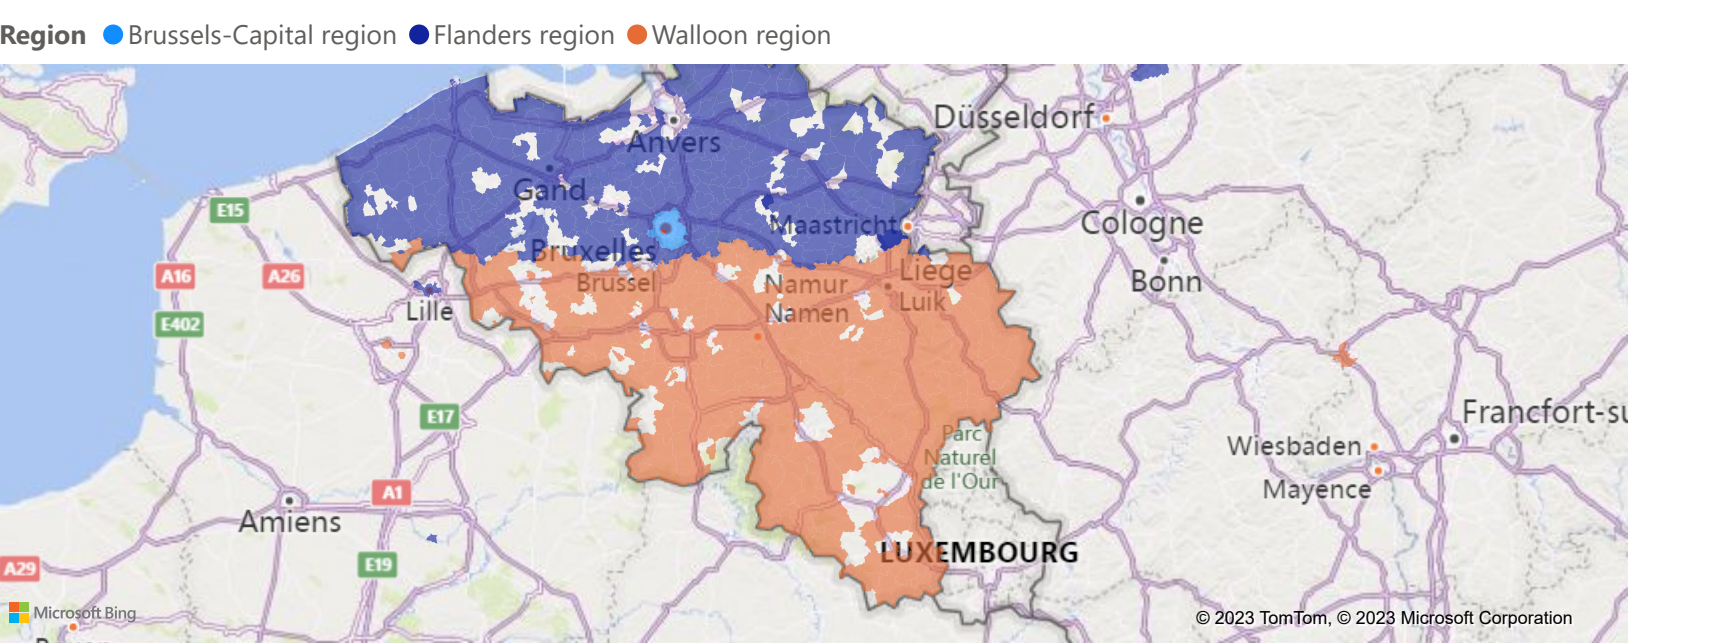 Region Brussels-Capital region Flanders region Walloon region
Düsseldorf
Anvers
Gand
E15
Maastricht
Cologne
Bruxelles
Brussel
A16
A26
Liege
Luik
Namur
Namen
Bonn
Lille
E402
E17
Francfort-su
Parc
Naturel
de l'Our
Wiesbaden
Mayence
A1
Amiens
LUXEMBOURG
A29
E19
Microsoft Bing
© 2023 TomTom, © 2023 Microsoft Corporation